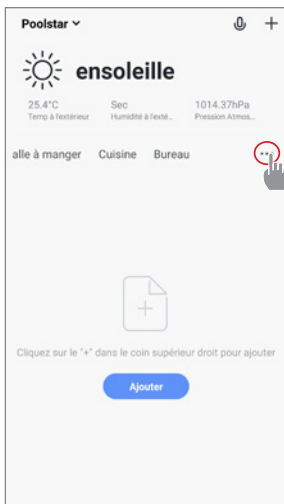 Poolstar
ensoleille
25.4°C Sec 1014.37hPa
Temp à l'extérieur Humidité à l'exté... Pression Atmos...
alle à manger Cuisine Bureau ...
Cliquez sur le "+" dans le coin supérieur droit pour ajouter
Ajouter